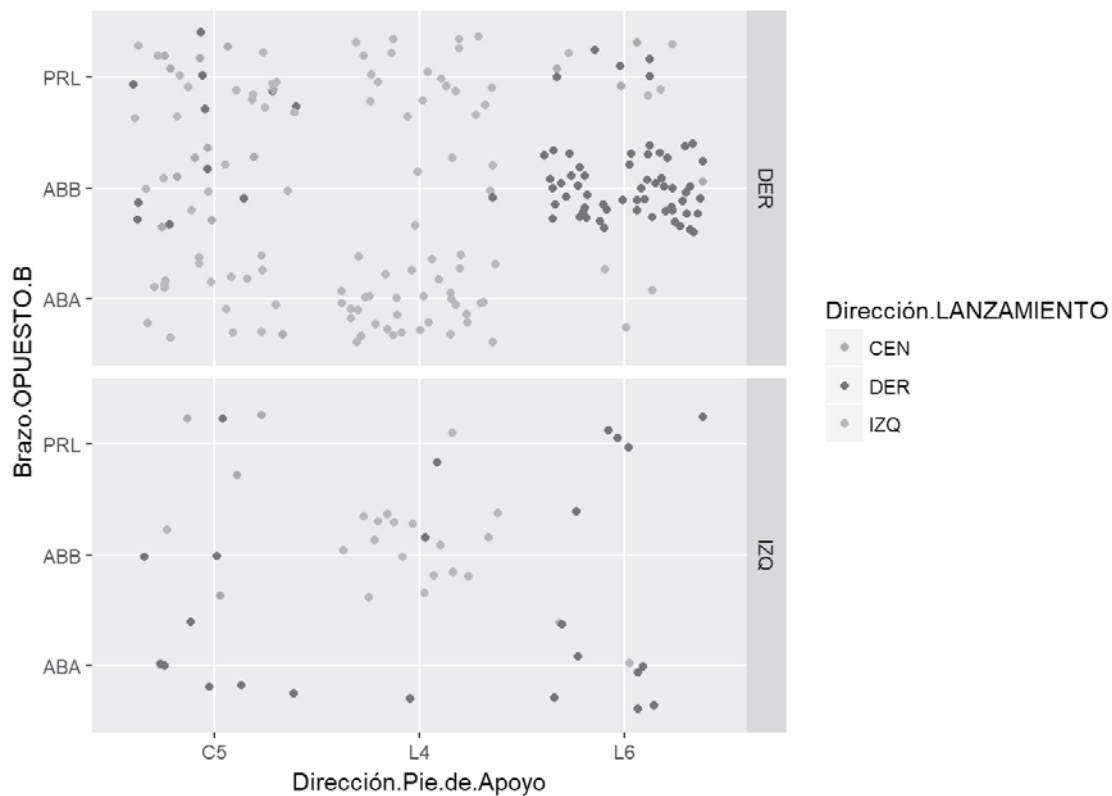 Brazo.OPUESTO.B
PRL
ABB
ABA
DER
PRL
ABB
ABA
IZQ
C5
L4
L6
Dirección.Pie.de.Apoyo
Dirección.LANZAMIENTO
CEN
DER
IZQ